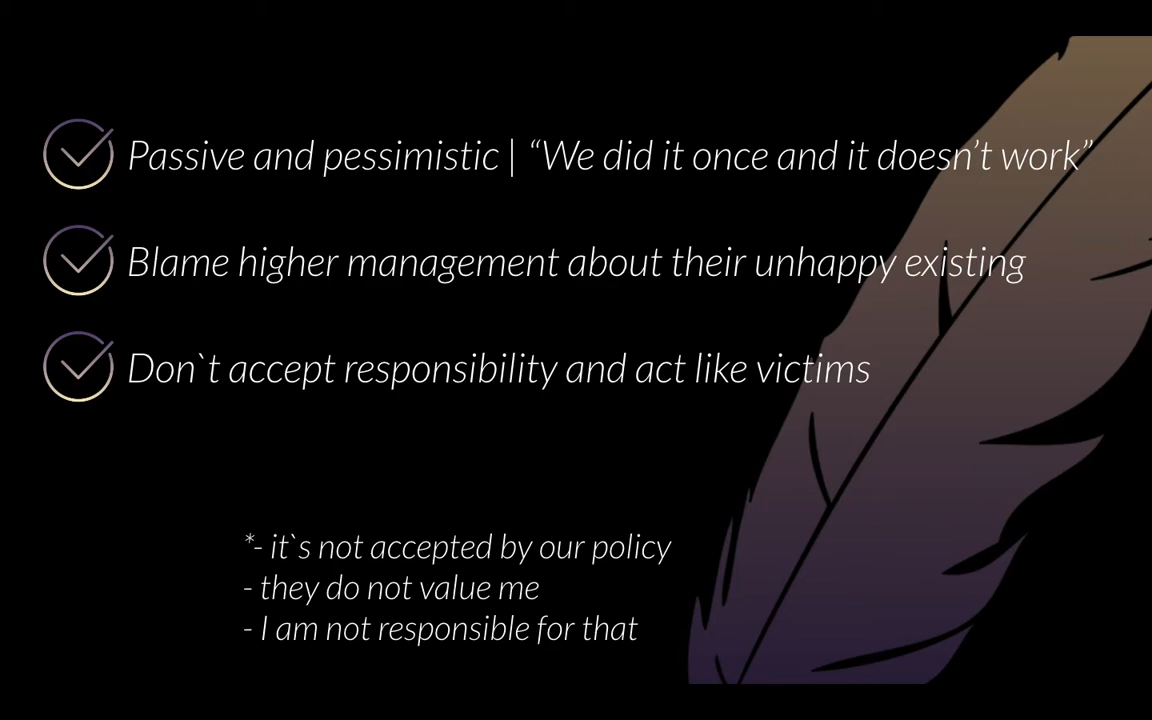 Passive and pessimistic | “We did it once and it doesn’t work”
Blame higher management about their unhappy existing
Don`t accept responsibility and act like victims
*- it`s not accepted by our policy
- they do not value me
- I am not responsible for that